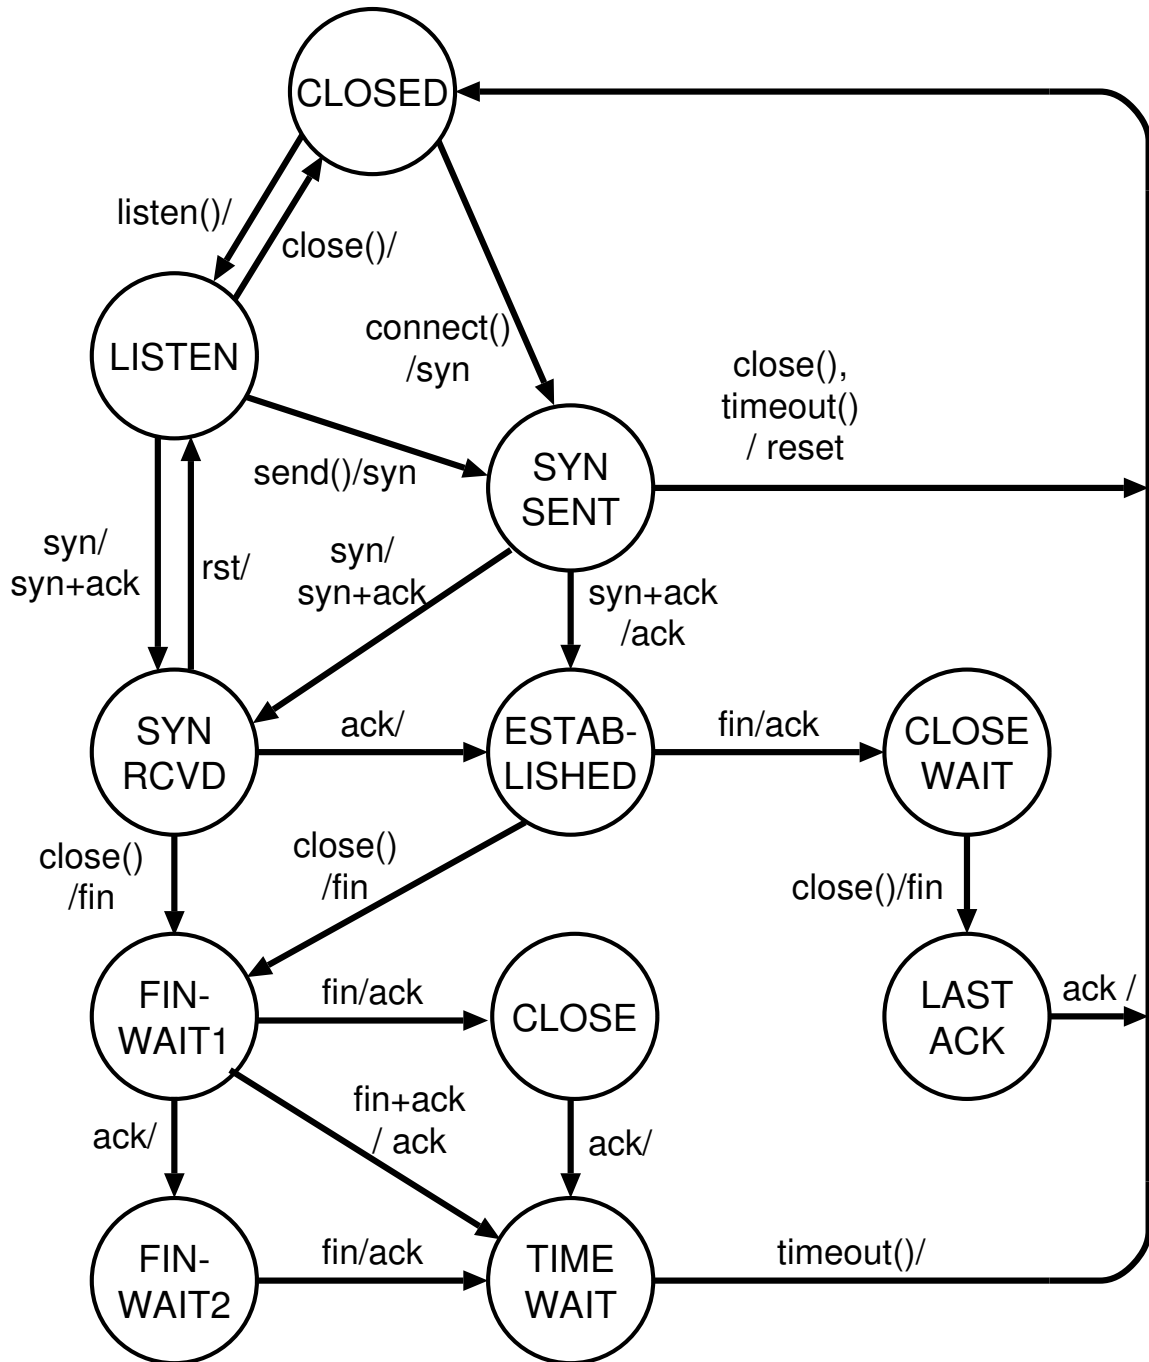 CLOSED
listen()/
close()/
LISTEN
connect()
/syn
close(),
timeout()
/ reset
send()/syn
SYN
SENT
syn/
syn+ack
rst/
syn/
syn+ack
syn+ack
/ack
SYN
RCVD
ack/
ESTAB-
LISHED
fin/ack
CLOSE
WAIT
close()
/fin
close()
/fin
close()/fin
FIN-
WAIT1
fin/ack
CLOSE
LAST
ACK
ack /
ack/
fin+ack
/ ack
ack/
FIN-
WAIT2
fin/ack
TIME
WAIT
timeout()/